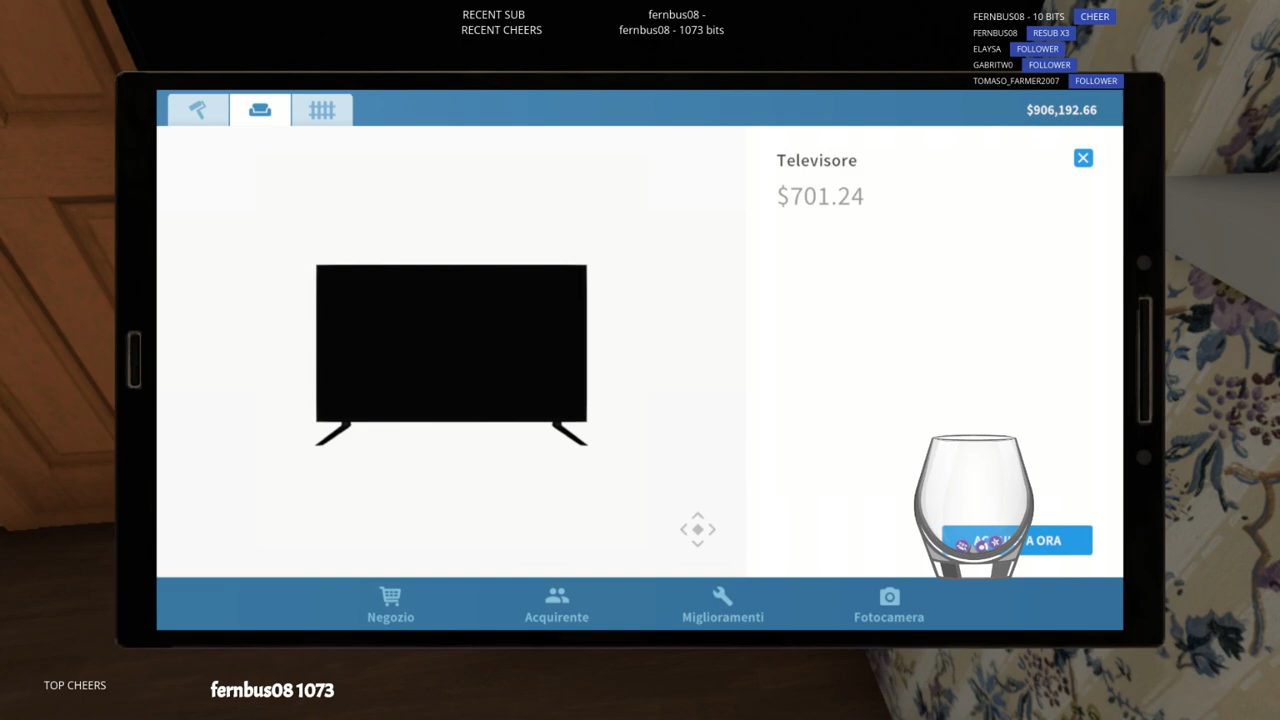 RECENT SUB
fernbus08 -
RECENT CHEERS
fernbus08 - 1073 bits
FERNBUS08 - 10 BITS CHEER
FERNBUS08 RESUB X3
ELAYSA FOLLOWER
GABRITW0 FOLLOWER
TOMASO_FARMER2007 FOLLOWER
$906,192.66
Televisore
$701.24
ORA
Negozio
Acquirente
Miglioramenti
Fotocamera
TOP CHEERS
fernbus08 1073